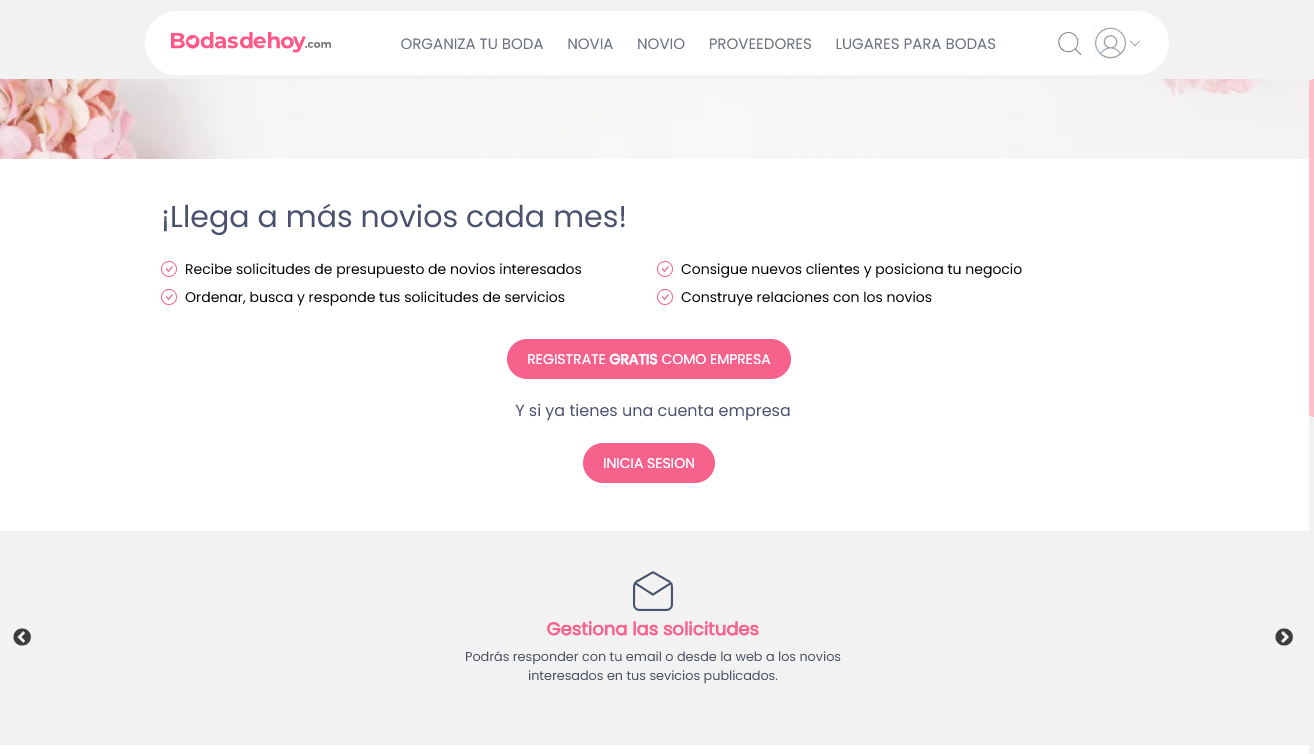 Bodasdehoy.com
ORGANIZA TU BODA NOVIA NOVIO PROVEEDORES LUGARES PARA BODAS
¡Llega a más novios cada mes!
Recibe solicitudes de presupuesto de novios interesados
Consigue nuevos clientes y posiciona tu negocio
Ordenar, busca y responde tus solicitudes de servicios
Construye relaciones con los novios
REGISTRATE GRATIS COMO EMPRESA
Y si ya tienes una cuenta empresa
INICIA SESION
Gestiona las solicitudes
Podrás responder con tu email o desde la web a los novios
interesados en tus sevicios publicados.